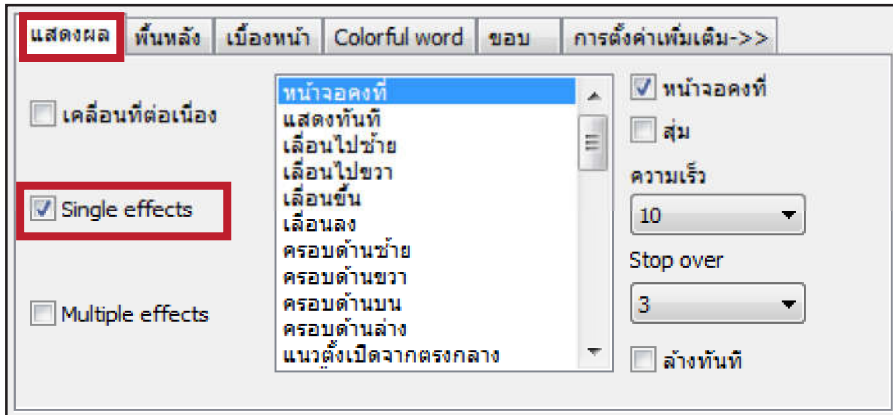 แสดงผล พื้นหลัง เบื้องหน้า Colorful word ขอบ การตั้งค่าเพิ่มเติม->>
เคลื่อนที่ต่อเนื่อง
Single effects
Multiple effects
หน้าจอคงที่
แสดงทันที
เลื่อนไปซ้าย
เลื่อนไปขวา
เลื่อนขึ้น
เลื่อนลง
ครอบด้านซ้าย
ครอบด้านขวา
ครอบด้านบน
ครอบด้านล่าง
แนวตั้งเปิดจากตรงกลาง
หน้าจอคงที่
สุ่ม
ความเร็ว
10
Stop over
3
ล้างทันที